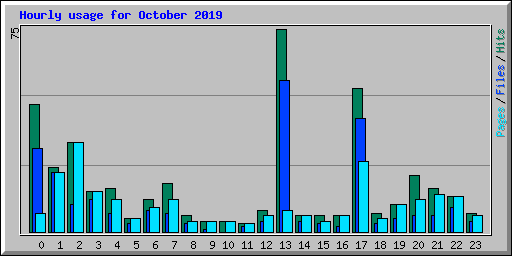 Hourly usage for October 2019
75
Pages / Files / Hits
0 1 2 3 4 5 6 7 8 9 10 11 12 13 14 15 16 17 18 19 20 21 22 23